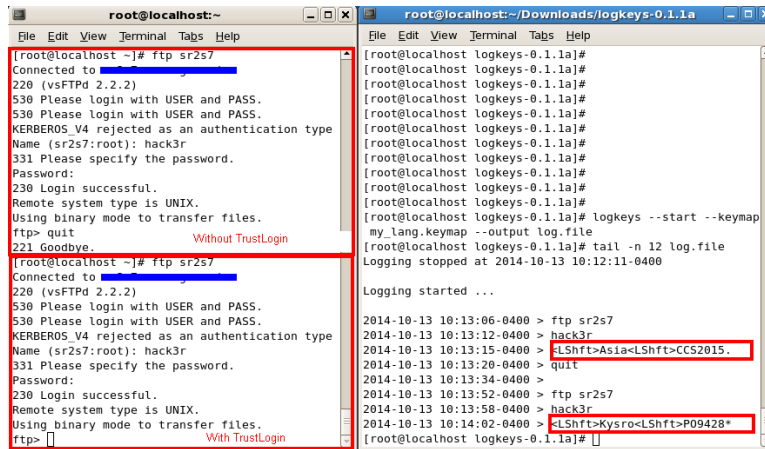 root@localhost:~
File Edit View Terminal Tabs Help
[root@localhost ~]# ftp sr2s7
Connected to
220 (vsFTPd 2.2.2)
530 Please login with USER and PASS.
530 Please login with USER and PASS.
KERBEROS_V4 rejected as an authentication type
Name (sr2s7:root): hack3r
331 Please specify the password.
Password:
230 Login successful.
Remote system type is UNIX.
Using binary mode to transfer files.
ftp> quit
Without TrustLogin
221 Goodbye.
[root@localhost ~]# ftp sr2s7
Connected to
220 (vsFTPd 2.2.2)
530 Please login with USER and PASS.
530 Please login with USER and PASS.
KERBEROS_V4 rejected as an authentication type
Name (sr2s7:root): hack3r
331 Please specify the password.
Password:
230 Login successful.
Remote system type is UNIX.
Using binary mode to transfer files.
With TrustLogin
ftp>
root@localhost:~/Downloads/logkeys-0.1.1a
File Edit View Terminal Tabs Help
[root@localhost logkeys-0.1.1a]#
[root@localhost logkeys-0.1.1a]#
[root@localhost logkeys-0.1.1a]#
[root@localhost logkeys-0.1.1a]#
[root@localhost logkeys-0.1.1a]#
[root@localhost logkeys-0.1.1a]#
[root@localhost logkeys-0.1.1a]#
[root@localhost logkeys-0.1.1a]#
[root@localhost logkeys-0.1.1a]#
[root@localhost logkeys-0.1.1a]#
[root@localhost logkeys-0.1.1a]#
[root@localhost logkeys-0.1.1a]# logkeys --start --keymap
my_lang.keymap --output log.file
[root@localhost logkeys-0.1.1a]# tail -n 12 log.file
Logging stopped at 2014-10-13 10:12:11-0400
Logging started ...
2014-10-13 10:13:06-0400 > ftp sr2s7
2014-10-13 10:13:12-0400 > hack3r
2014-10-13 10:13:15-0400 > <LShft>Asia<LShft>CCS2015.
2014-10-13 10:13:20-0400 > quit
2014-10-13 10:13:34-0400 >
2014-10-13 10:13:52-0400 > ftp sr2s7
2014-10-13 10:13:58-0400 > hack3r
2014-10-13 10:14:02-0400 > <LShft>Kysro<LShft>PO9428*
[root@localhost logkeys-0.1.1a]#